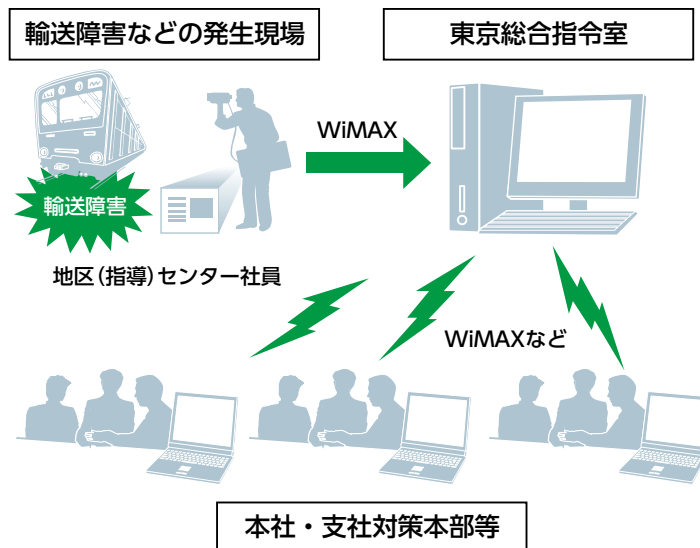 輸送障害などの発生現場
東京総合指令室
WiMAX
輸送障害
地区(指導)センター社員
WiMAXなど
本社・支社対策本部等